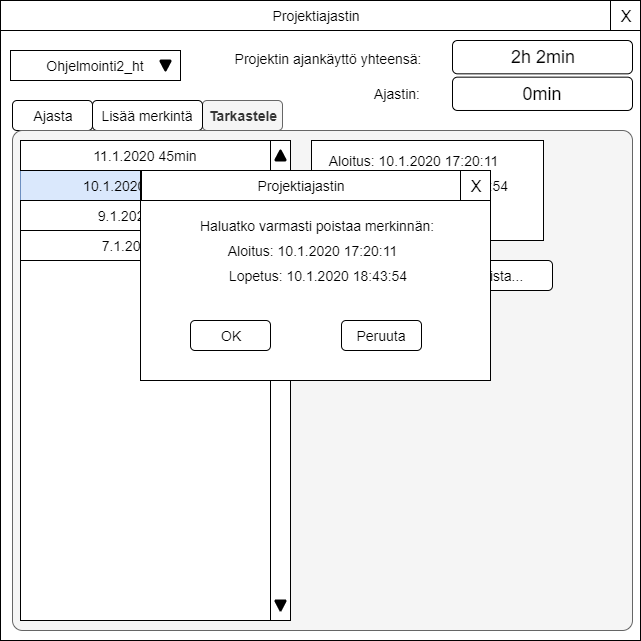 Projektiajastin
X
Ohjelmointi2_ht
Projektin ajankäyttö yhteensä:
2h 2min
Ajastin:
0min
Ajasta
Lisää merkintä
Tarkastele
11.1.2020 45min
Aloitus: 10.1.2020 17:20:11
10.1.2020
:54
9.1.202
7.1.20
Projektiajastin
X
Haluatko varmasti poistaa merkinnän:
Aloitus: 10.1.2020 17:20:11
Lopetus: 10.1.2020 18:43:54
ista...
OK
Peruuta